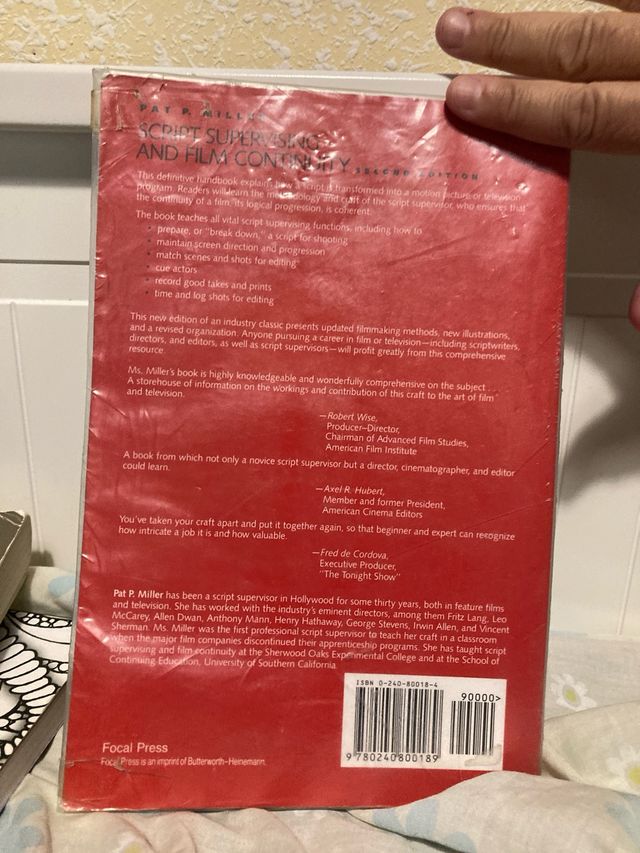 PAT P. MILLER
SCRIPT SUPERVISING
AND FILM CONTINUITY SECOND EDITION
This definitive handbook explains how a script is transformed into a motion picture or television
program. Readers will learn the methodology and craft of the script supervisor, who ensures that
the continuity of a film, its logical progression, is coherent.
The book teaches all vital script supervising functions, including how to
• prepare, or "break down," a script for shooting
• maintain screen direction and progression
• match scenes and shots for editing
• cue actors
• record good takes and prints
• time and log shots for editing
This new edition of an industry classic presents updated filmmaking methods, new illustrations,
and a revised organization. Anyone pursuing a career in film or television—including scriptwriters,
directors, and editors, as well as script supervisors—will profit greatly from this comprehensive
resource.
Ms. Miller's book is highly knowledgeable and wonderfully comprehensive on the subject . . .
A storehouse of information on the workings and contribution of this craft to the art of film
and television.
—Robert Wise,
Producer–Director,
Chairman of Advanced Film Studies,
American Film Institute
A book from which not only a novice script supervisor but a director, cinematographer, and editor
could learn.
—Axel R. Hubert,
Member and former President,
American Cinema Editors
You've taken your craft apart and put it together again, so that beginner and expert can recognize
how intricate a job it is and how valuable.
—Fred de Cordova,
Executive Producer,
"The Tonight Show"
Pat P. Miller has been a script supervisor in Hollywood for some thirty years, both in feature films
and television. She has worked with the industry's eminent directors, among them Fritz Lang, Leo
McCarey, Allen Dwan, Anthony Mann, Henry Hathaway, George Stevens, Irwin Allen, and Vincent
Sherman. Ms. Miller was the first professional script supervisor to teach her craft in a classroom
when the major film companies discontinued their apprenticeship programs. She has taught script
supervising and film continuity at the Sherwood Oaks Experimental College and at the School of
Continuing Education, University of Southern California.
ISBN 0-240-80018-4
90000>
9 780240 800189
Focal Press
Focal Press is an imprint of Butterworth–Heinemann.